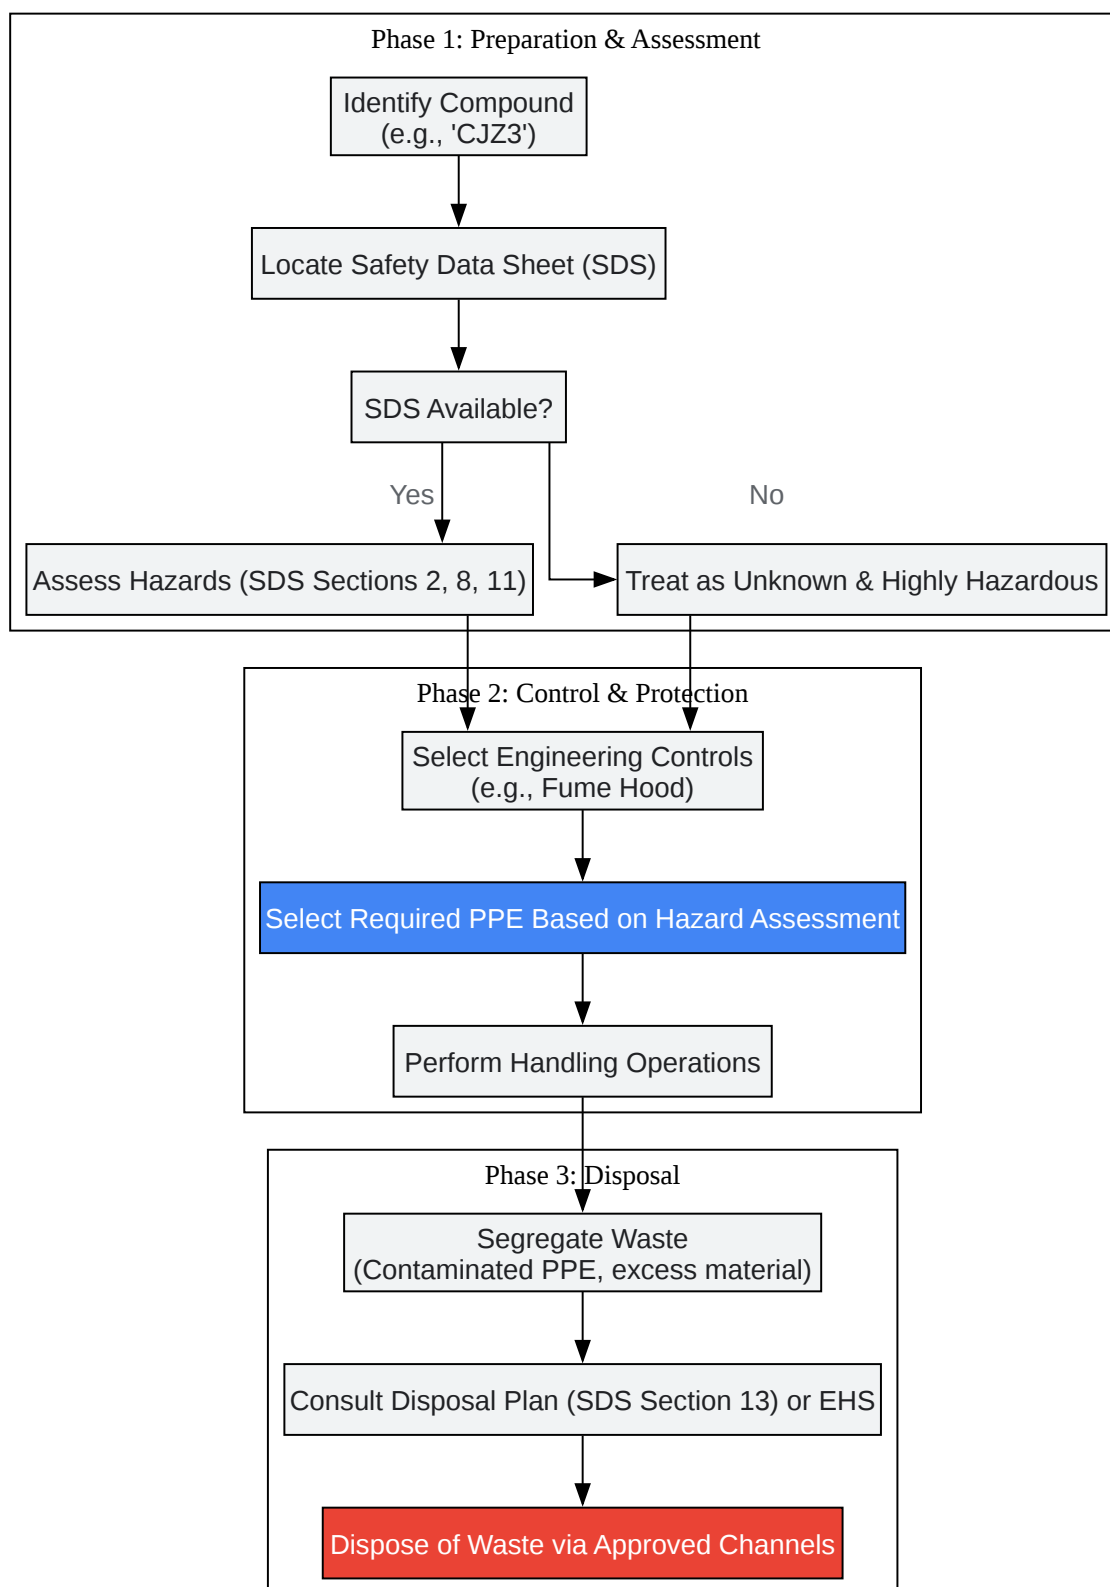 Phase 1: Preparation & Assessment
Identify Compound
(e.g., 'CJZ3')
Locate Safety Data Sheet (SDS)
SDS Available?
Yes
No
Assess Hazards (SDS Sections 2, 8, 11)
Treat as Unknown & Highly Hazardous
Phase 2: Control & Protection
Select Engineering Controls
(e.g., Fume Hood)
Select Required PPE Based on Hazard Assessment
Perform Handling Operations
Phase 3: Disposal
Segregate Waste
(Contaminated PPE, excess material)
Consult Disposal Plan (SDS Section 13) or EHS
Dispose of Waste via Approved Channels